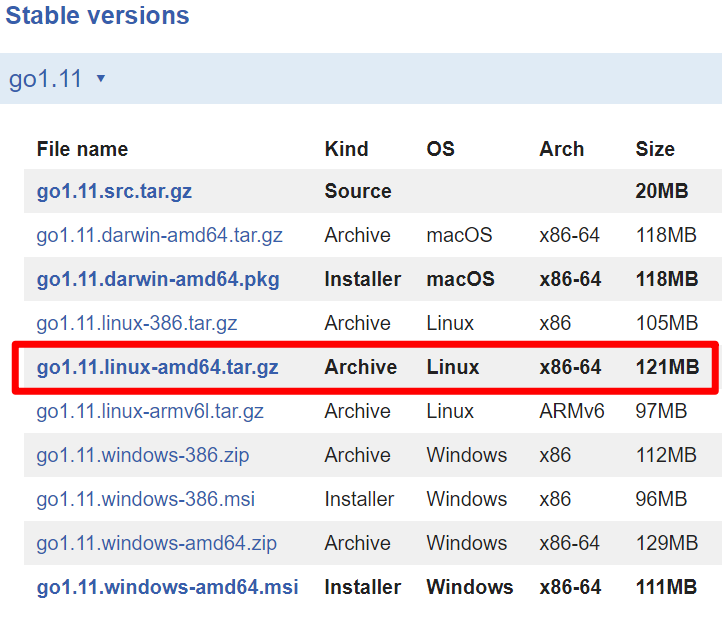 Stable versions
go1.11 ▾
File name Kind OS Arch Size
go1.11.src.tar.gz Source 20MB
go1.11.darwin-amd64.tar.gz Archive macOS x86-64 118MB
go1.11.darwin-amd64.pkg Installer macOS x86-64 118MB
go1.11.linux-386.tar.gz Archive Linux x86 105MB
go1.11.linux-amd64.tar.gz Archive Linux x86-64 121MB
go1.11.linux-armv6l.tar.gz Archive Linux ARMv6 97MB
go1.11.windows-386.zip Archive Windows x86 112MB
go1.11.windows-386.msi Installer Windows x86 96MB
go1.11.windows-amd64.zip Archive Windows x86-64 129MB
go1.11.windows-amd64.msi Installer Windows x86-64 111MB